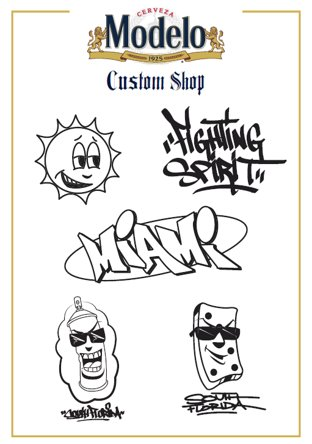 CERVEZA
Modelo
1925
Custom Shop
"FIGHTING
SPIRIT"
MIAMI
"SOUTH FLORIDA"
SOUTH
FLORIDA